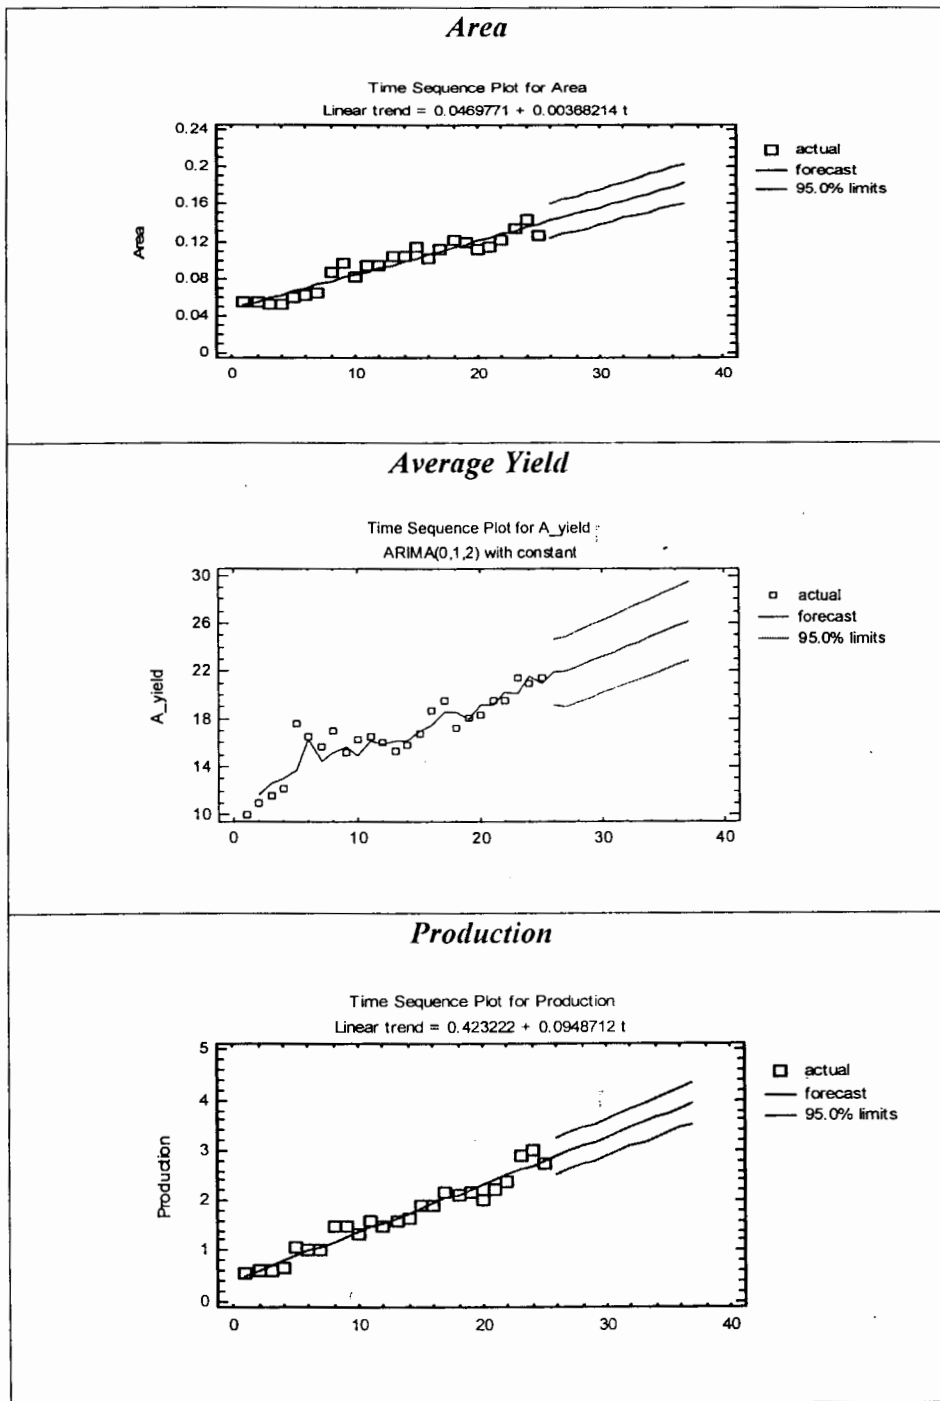 Area
Time Sequence Plot for Area
Linear trend = 0.0469771 + 0.00368214 t
0.24
0.2
0.16
0.12
0.08
0.04
0
Area
0 10 20 30 40
actual
forecast
95.0% limits
Average Yield
Time Sequence Plot for A_yield
ARIMA(0,1,2) with constant
30
26
22
18
14
10
A_yield
0 10 20 30 40
actual
forecast
95.0% limits
Production
Time Sequence Plot for Production
Linear trend = 0.423222 + 0.0948712 t
5
4
3
2
1
0
Production
0 10 20 30 40
actual
forecast
95.0% limits